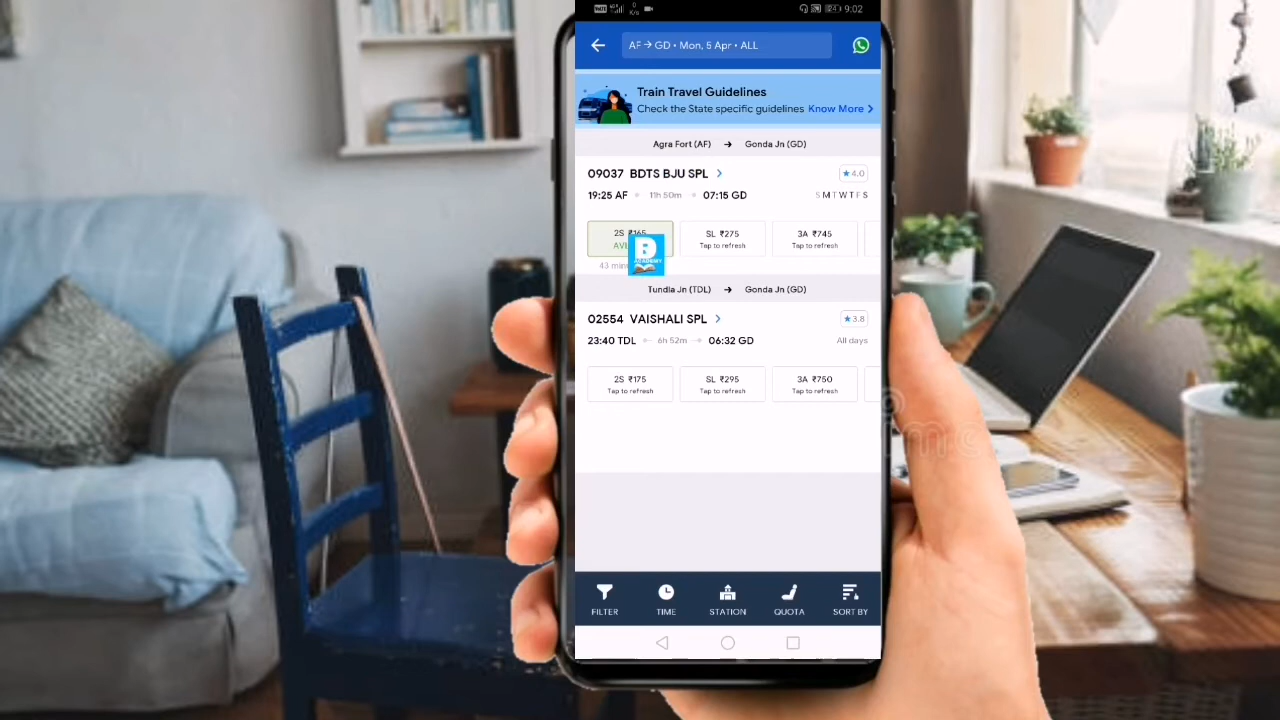 9:02
AF → GD • Mon, 5 Apr • ALL
Train Travel Guidelines
Check the State specific guidelines Know More >
Agra Fort (AF) → Gonda Jn (GD)
09037 BDTS BJU SPL >
★4.0
19:25 AF 11h 50m 07:15 GD
S M T W T F S
2S ₹165
SL ₹275
3A ₹745
Tap to refresh
Tap to refresh
43
R
ACADEMY
Tundla Jn (TDL) → Gonda Jn (GD)
02554 VAISHALI SPL >
★3.8
23:40 TDL 6h 52m 06:32 GD
All days
2S ₹175
SL ₹295
3A ₹750
Tap to refresh
Tap to refresh
Tap to refresh
FILTER
TIME
STATION
QUOTA
SORT BY